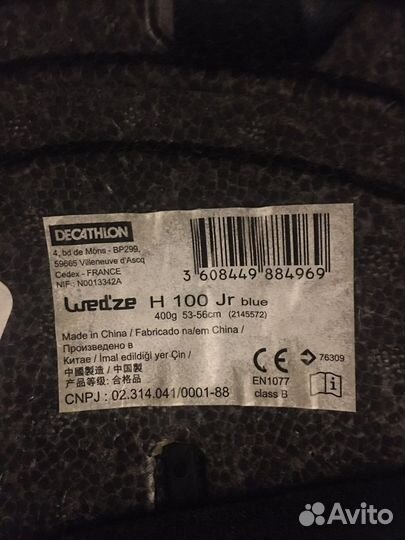 DECATHLON
4, bd de Mons - BP299,
59665 Villeneuve d'Ascq
Cedex - FRANCE
NIF: N0013342A
3 608449 884969
Wed'ze H 100 Jr blue
400g 53-56cm (2145572)
Made in China / Fabricado na/em China /
Произведено в
Китае / İmal edildiği yer Çin /
中國製造 / 中国製
产品等级: 合格品
CNPJ : 02.314.041/0001-88
CE
76309
EN1077
class B
i
Avito